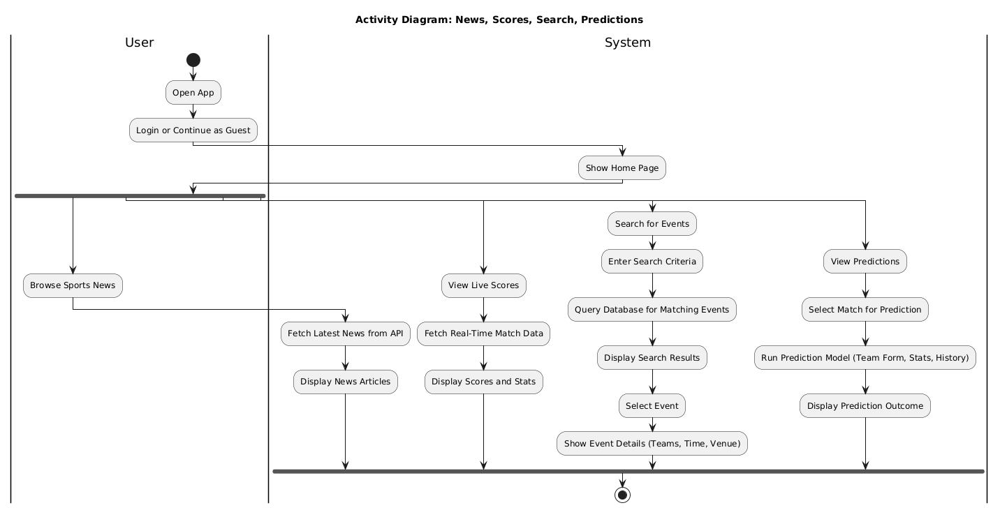 Activity Diagram: News, Scores, Search, Predictions
User
System
Open App
Login or Continue as Guest
Show Home Page
Search for Events
Enter Search Criteria
View Predictions
Browse Sports News
View Live Scores
Query Database for Matching Events
Select Match for Prediction
Fetch Latest News from API
Fetch Real-Time Match Data
Display Search Results
Run Prediction Model (Team Form, Stats, History)
Display News Articles
Display Scores and Stats
Select Event
Display Prediction Outcome
Show Event Details (Teams, Time, Venue)